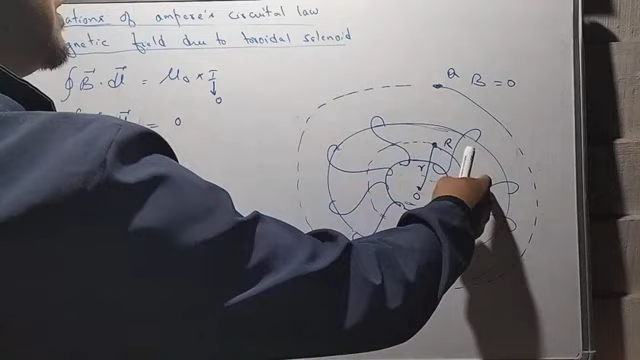 ations of ampere's circuital law
gnetic field due to toroidal solenoid
∮ B⃗ · dl⃗ = μ₀ × I
↓
0
= 0
Q B = 0
R
r
O